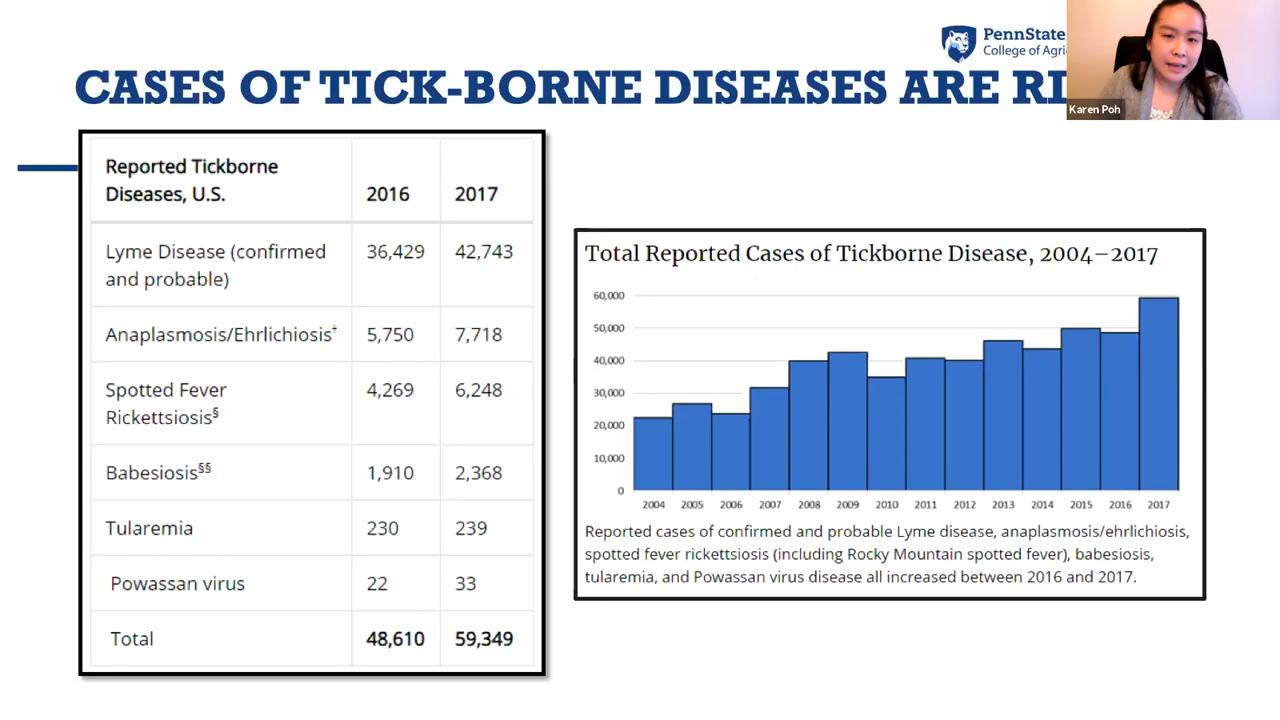 PennState
College of Agri
CASES OF TICK-BORNE DISEASES ARE RI
Karen Poh
Reported Tickborne
Diseases, U.S. 2016 2017
Lyme Disease (confirmed
and probable) 36,429 42,743
Anaplasmosis/Ehrlichiosis† 5,750 7,718
Spotted Fever
Rickettsiosis§ 4,269 6,248
Babesiosis§§ 1,910 2,368
Tularemia 230 239
Powassan virus 22 33
Total 48,610 59,349
Total Reported Cases of Tickborne Disease, 2004–2017
60,000
50,000
40,000
30,000
20,000
10,000
0
2004 2005 2006 2007 2008 2009 2010 2011 2012 2013 2014 2015 2016 2017
Reported cases of confirmed and probable Lyme disease, anaplasmosis/ehrlichiosis,
spotted fever rickettsiosis (including Rocky Mountain spotted fever), babesiosis,
tularemia, and Powassan virus disease all increased between 2016 and 2017.